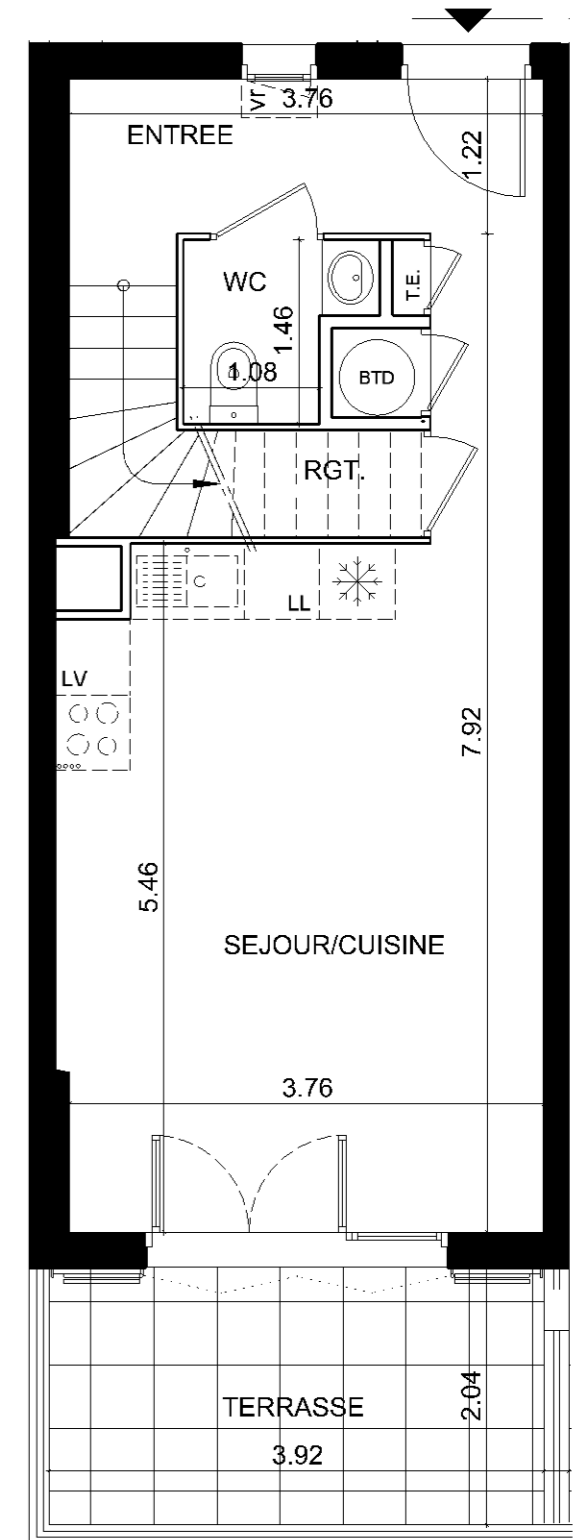 vr
3.76
ENTREE
1.22
WC
T.E.
1.46
1.08
BTD
RGT.
C
LL
LV
7.92
5.46
SEJOUR/CUISINE
3.76
TERRASSE
2.04
3.92